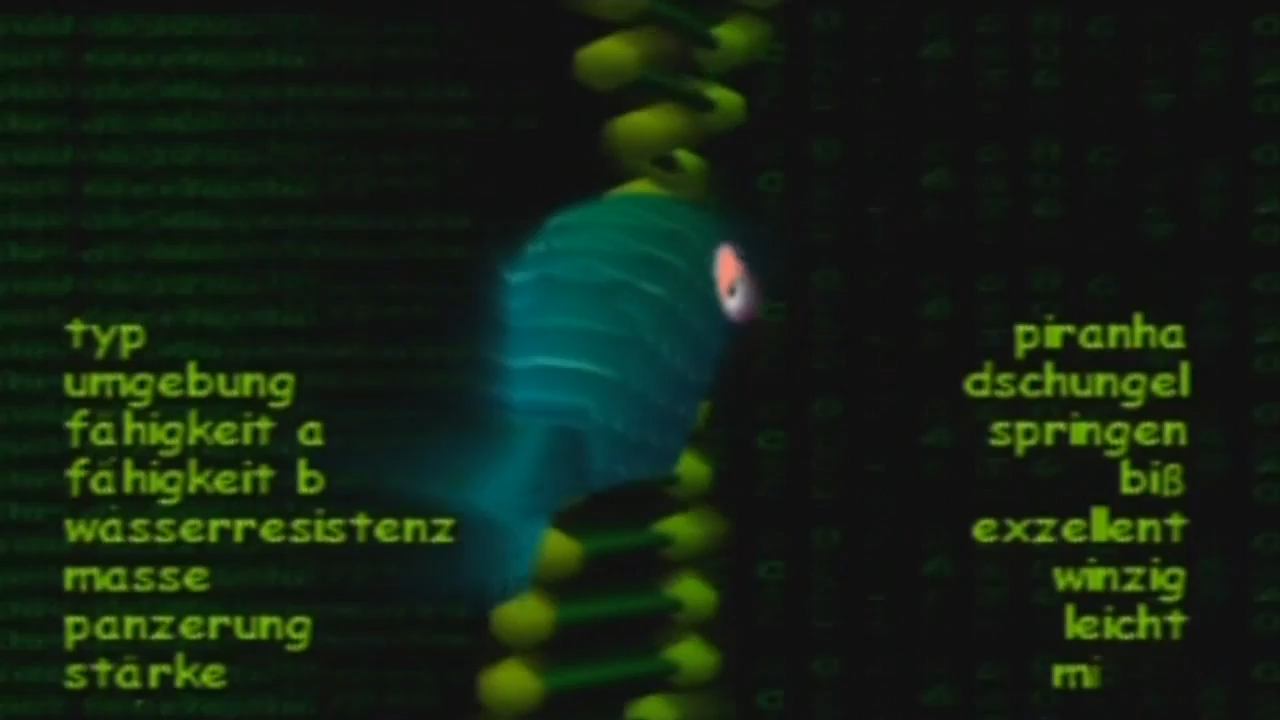 typ piranha
umgebung dschungel
fähigkeit a springen
fähigkeit b biß
wasserresistenz exzellent
masse winzig
panzerung leicht
stärke mi